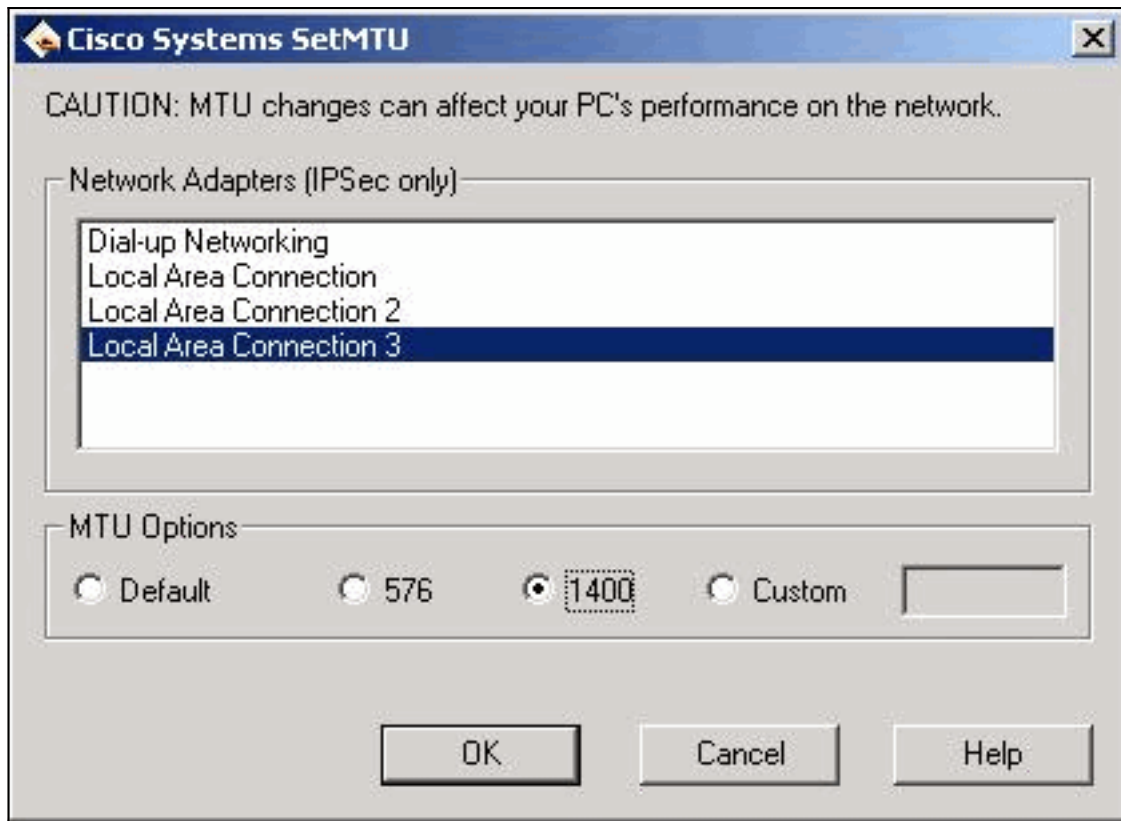 Cisco Systems SetMTU
CAUTION: MTU changes can affect your PC's performance on the network.
Network Adapters (IPSec only)
Dial-up Networking
Local Area Connection
Local Area Connection 2
Local Area Connection 3
MTU Options
Default 576 1400 Custom
OK Cancel Help